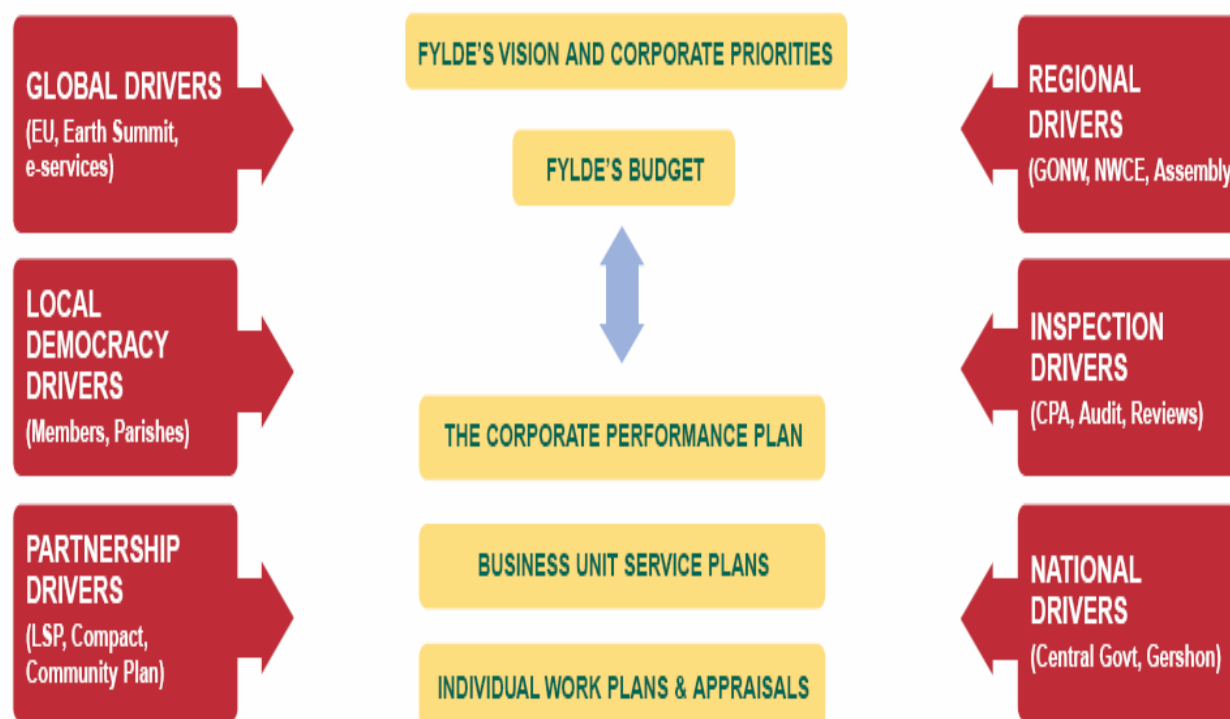 GLOBAL DRIVERS
(EU, Earth Summit,
e-services)
LOCAL
DEMOCRACY
DRIVERS
(Members, Parishes)
PARTNERSHIP
DRIVERS
(LSP, Compact,
Community Plan)
FYLDE'S VISION AND CORPORATE PRIORITIES
FYLDE'S BUDGET
THE CORPORATE PERFORMANCE PLAN
BUSINESS UNIT SERVICE PLANS
INDIVIDUAL WORK PLANS & APPRAISALS
REGIONAL
DRIVERS
(GONW, NWCE, Assembly
INSPECTION
DRIVERS
(CPA, Audit, Reviews)
NATIONAL
DRIVERS
(Central Govt, Gershon)